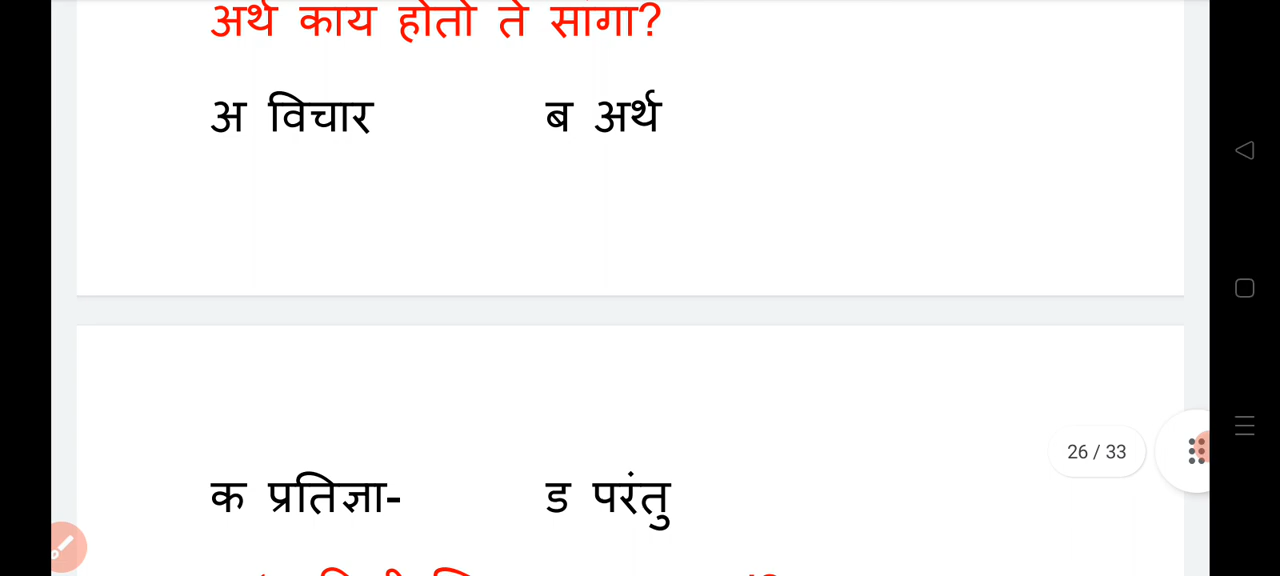 अर्थ काय होतो ते सांगा?
अ विचार ब अर्थ
26 / 33
क प्रतिज्ञा- ड परंतु